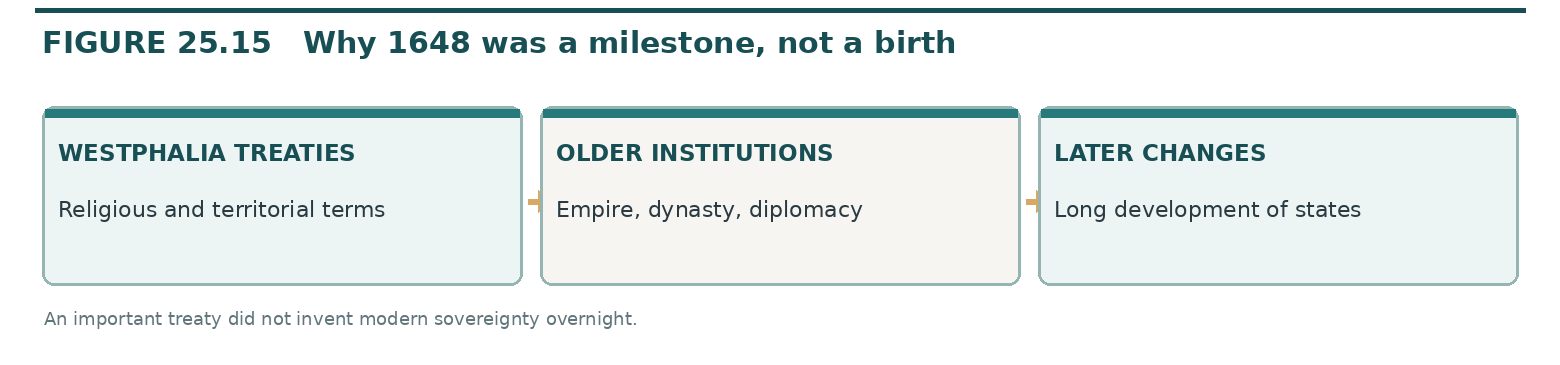 FIGURE 25.15 Why 1648 was a milestone, not a birth
WESTPHALIA TREATIES
Religious and territorial terms
OLDER INSTITUTIONS
Empire, dynasty, diplomacy
LATER CHANGES
Long development of states
An important treaty did not invent modern sovereignty overnight.